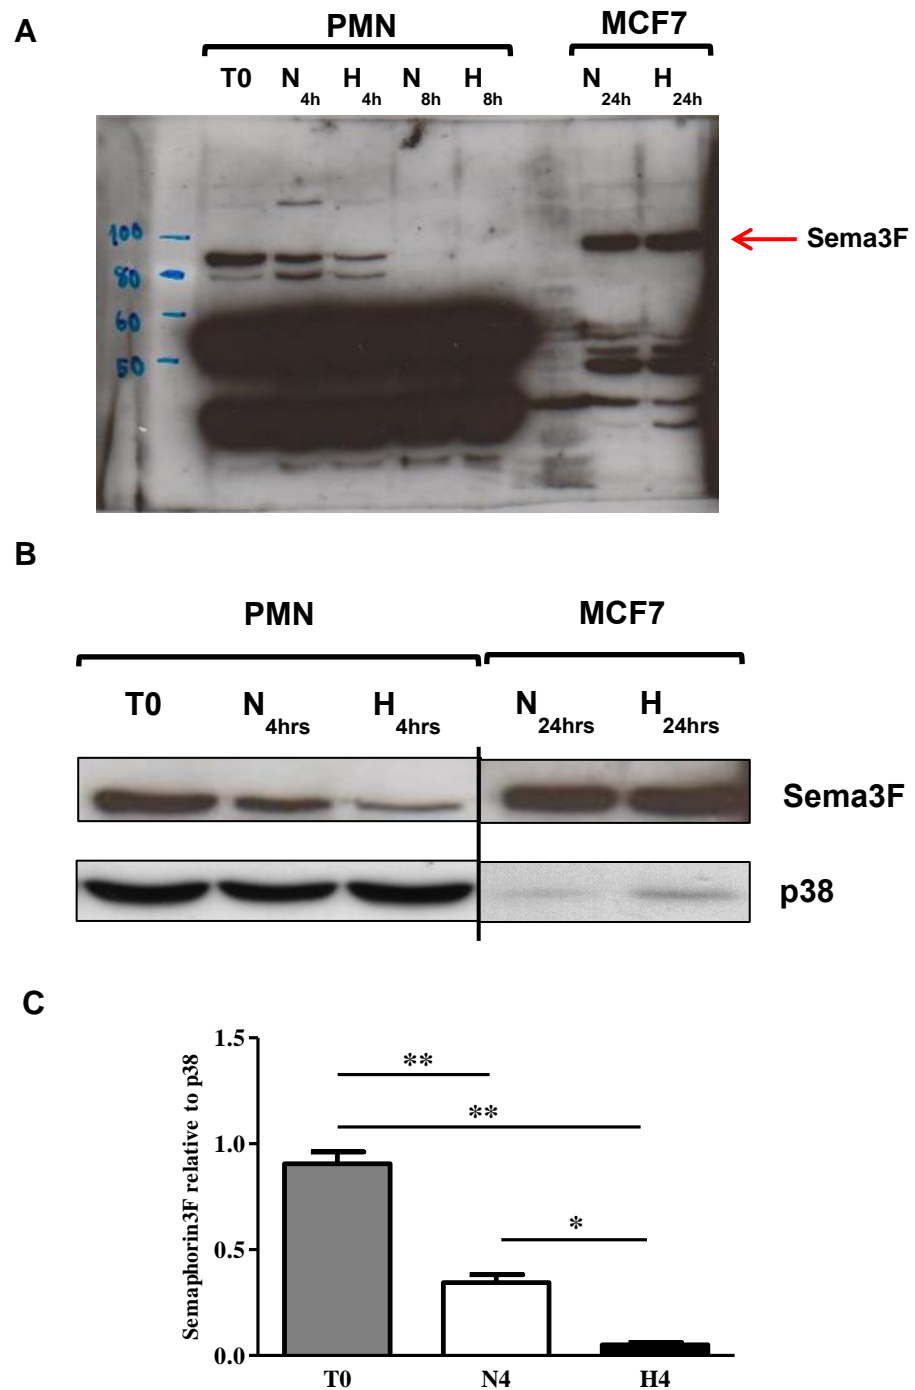 A
PMN MCF7
T0 N 4h H 4h N 8h H 8h N 24h H 24h
100
80
60
50
Sema3F
B
PMN MCF7
T0 N 4hrs H 4hrs N 24hrs H 24hrs
Sema3F
p38
C
Semaphorin3F relative to p38
1.5
1.0
0.5
0.0
**
**
*
T0 N4 H4